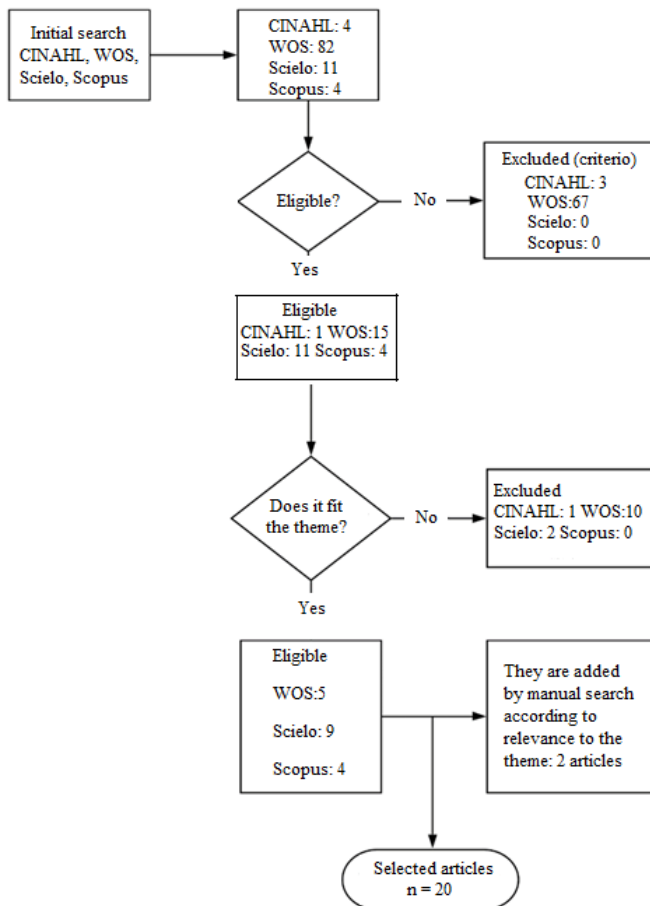 Initial search
CINAHL, WOS,
Scielo, Scopus
CINAHL: 4
WOS: 82
Scielo: 11
Scopus: 4
Eligible?
No
Excluded (criterio)
CINAHL: 3
WOS:67
Scielo: 0
Scopus: 0
Yes
Eligible
CINAHL: 1 WOS:15
Scielo: 11 Scopus: 4
Does it fit
the theme?
No
Excluded
CINAHL: 1 WOS:10
Scielo: 2 Scopus: 0
Yes
Eligible
WOS:5
Scielo: 9
Scopus: 4
They are added
by manual search
according to
relevance to the
theme: 2 articles
Selected articles
n = 20